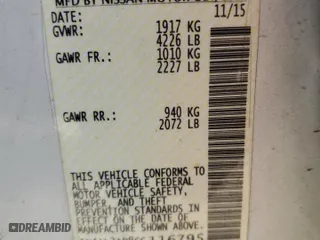 MFD BY NISSAN MOTOR
DATE: 11/15
GVWR: 1917 KG
4226 LB
GAWR FR.: 1010 KG
2227 LB
GAWR RR.: 940 KG
2072 LB
THIS VEHICLE CONFORMS TO
ALL APPLICABLE FEDERAL
MOTOR VEHICLE SAFETY,
BUMPER, AND THEFT
PREVENTION STANDARDS
IN EFFECT ON THE DATE OF
MANUFACTURE SHOWN ABOVE.
116795
DREAMBID